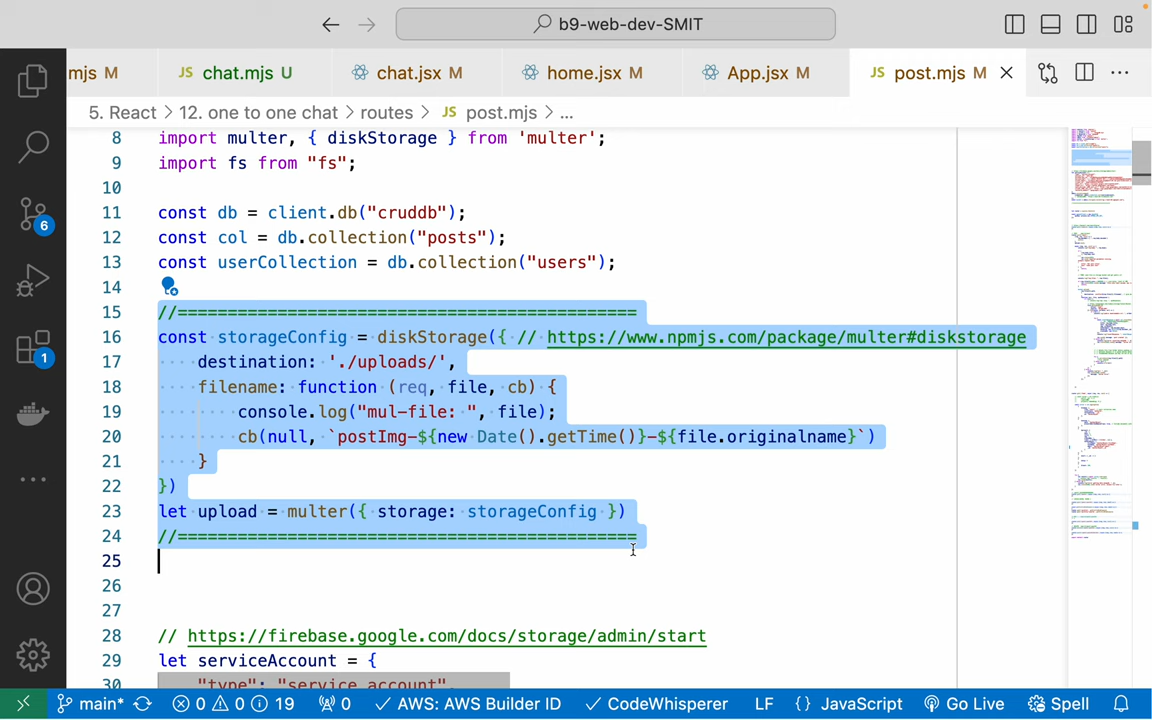 b9-web-dev-SMIT
mjs M
JS chat.mjs U
chat.jsx M
home.jsx M
App.jsx M
JS post.mjs M
5. React > 12. one to one chat > routes > JS post.mjs > ...
8 import multer, { diskStorage } from 'multer';
9 import fs from "fs";
10
11 const db = client.db("cruddb");
12 const col = db.collection("posts");
13 const userCollection = db.collection("users");
14
15 //==============================================
16 const storageConfig = diskStorage({ // https://www.npmjs.com/package/multer#diskstorage
17 destination: './uploads/',
18 filename: function (req, file, cb) {
19 console.log("mul-file: ", file);
20 cb(null, `postImg-${new Date().getTime()}-${file.originalname}`)
21 }
22 })
23 let upload = multer({ storage: storageConfig })
24 //==============================================
25
26
27
28 // https://firebase.google.com/docs/storage/admin/start
29 let serviceAccount = {
30 "type": "service_account",
6
1
main* 0 0 19 0 AWS: AWS Builder ID CodeWhisperer LF {} JavaScript Go Live Spell